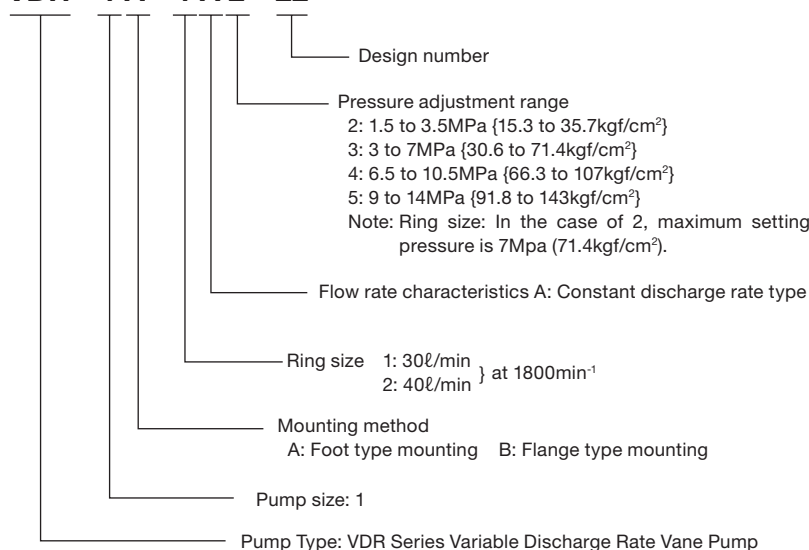 Design number
Pressure adjustment range
2: 1.5 to 3.5MPa {15.3 to 35.7kgf/cm²}
3: 3 to 7MPa {30.6 to 71.4kgf/cm²}
4: 6.5 to 10.5MPa {66.3 to 107kgf/cm²}
5: 9 to 14MPa {91.8 to 143kgf/cm²}
Note: Ring size: In the case of 2, maximum setting
pressure is 7Mpa (71.4kgf/cm²).
Flow rate characteristics A: Constant discharge rate type
Ring size 1: 30ℓ/min
2: 40ℓ/min } at 1800min⁻¹
Mounting method
A: Foot type mounting B: Flange type mounting
Pump size: 1
Pump Type: VDR Series Variable Discharge Rate Vane Pump